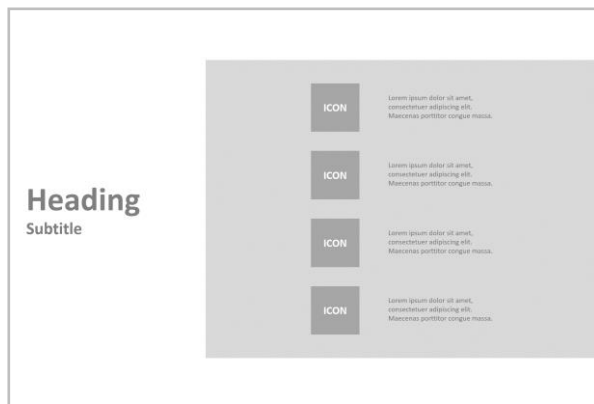 Heading
Subtitle
ICON
Lorem ipsum dolor sit amet,
consectetuer adipiscing elit.
Maecenas porttitor congue massa.
ICON
Lorem ipsum dolor sit amet,
consectetuer adipiscing elit.
Maecenas porttitor congue massa.
ICON
Lorem ipsum dolor sit amet,
consectetuer adipiscing elit.
Maecenas porttitor congue massa.
ICON
Lorem ipsum dolor sit amet,
consectetuer adipiscing elit.
Maecenas porttitor congue massa.